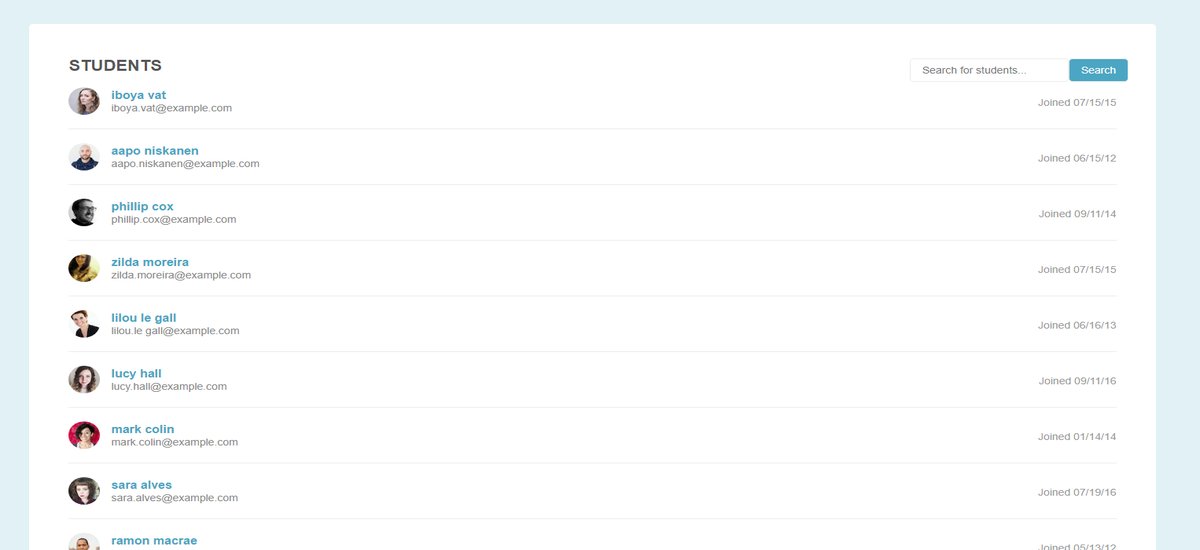 STUDENTS
Search for students...
Search
iboya vat
iboya.vat@example.com
Joined 07/15/15
aapo niskanen
aapo.niskanen@example.com
Joined 06/15/12
phillip cox
phillip.cox@example.com
Joined 09/11/14
zilda moreira
zilda.moreira@example.com
Joined 07/15/15
lilou le gall
lilou.le gall@example.com
Joined 06/16/13
lucy hall
lucy.hall@example.com
Joined 09/11/16
mark colin
mark.colin@example.com
Joined 01/14/14
sara alves
sara.alves@example.com
Joined 07/19/16
ramon macrae
Joined 05/13/12